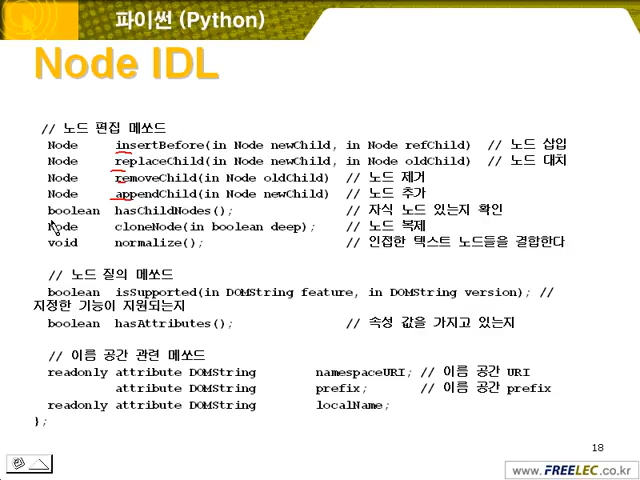 파이썬 (Python)
Node IDL
// 노드 편집 메쏘드
Node insertBefore(in Node newChild, in Node refChild) // 노드 삽입
Node replaceChild(in Node newChild, in Node oldChild) // 노드 대치
Node removeChild(in Node oldChild) // 노드 제거
Node appendChild(in Node newChild) // 노드 추가
boolean hasChildNodes(); // 자식 노드 있는지 확인
Node cloneNode(in boolean deep); // 노드 복제
void normalize(); // 인접한 텍스트 노드들을 결합한다
// 노드 질의 메쏘드
boolean isSupported(in DOMString feature, in DOMString version); //
지정한 기능이 지원되는지
boolean hasAttributes(); // 속성 값을 가지고 있는지
// 이름 공간 관련 메쏘드
readonly attribute DOMString namespaceURI; // 이름 공간 URI
attribute DOMString prefix; // 이름 공간 prefix
readonly attribute DOMString localName;
};
18
www.FREELEC.co.kr